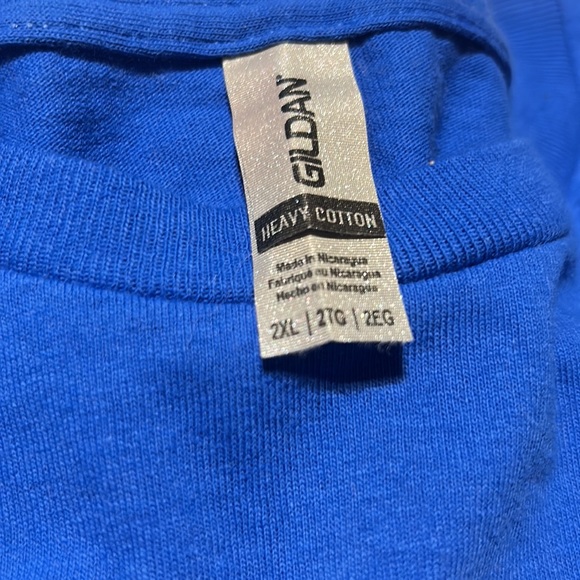 GILDAN
HEAVY COTTON
Made in Nicaragua
Fabriqué au Nicaragua
Hecho en Nicaragua
2XL | 2TG | 2EG